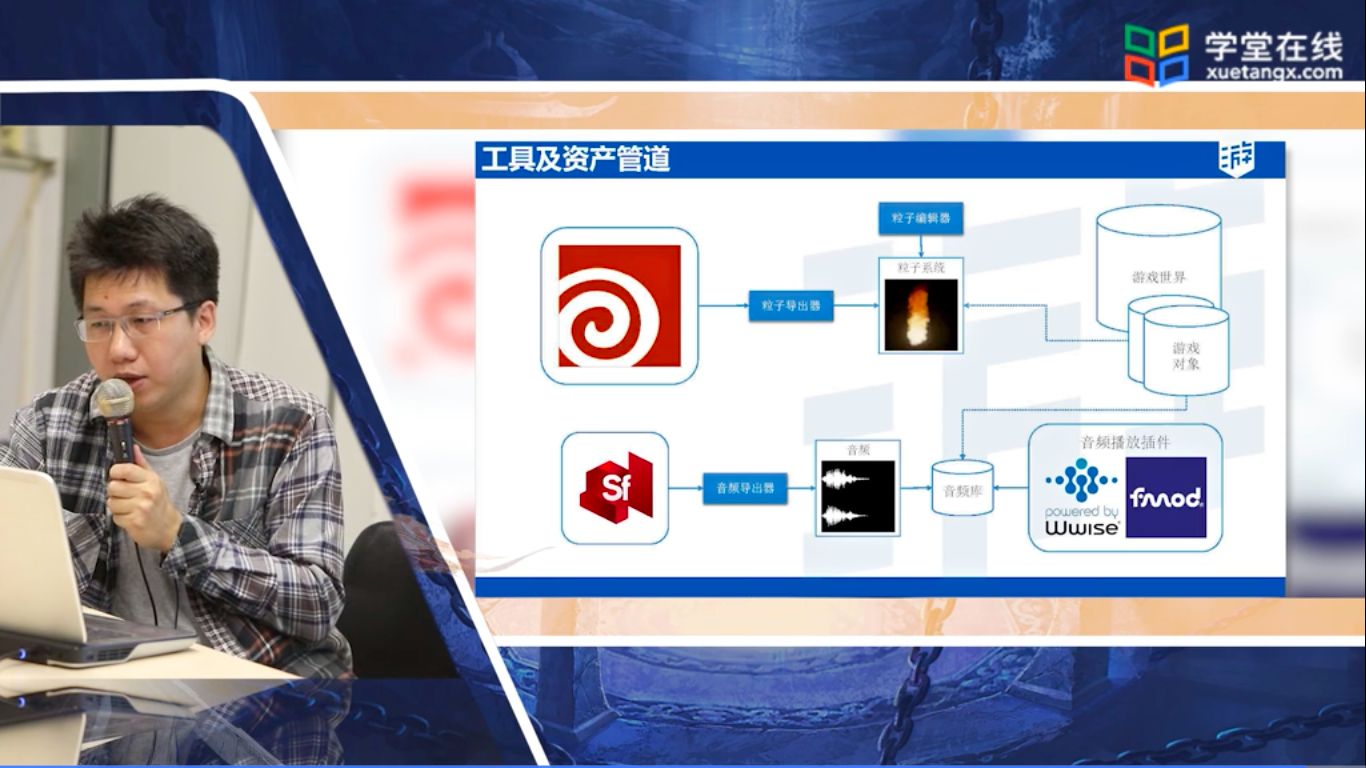 学堂在线
xuetangx.com
工具及资产管道
游
粒子编辑器
粒子系统
粒子导出器
游戏世界
游戏
对象
音频播放插件
音频
Sf
音频导出器
音频库
powered by
Wwise
fmod